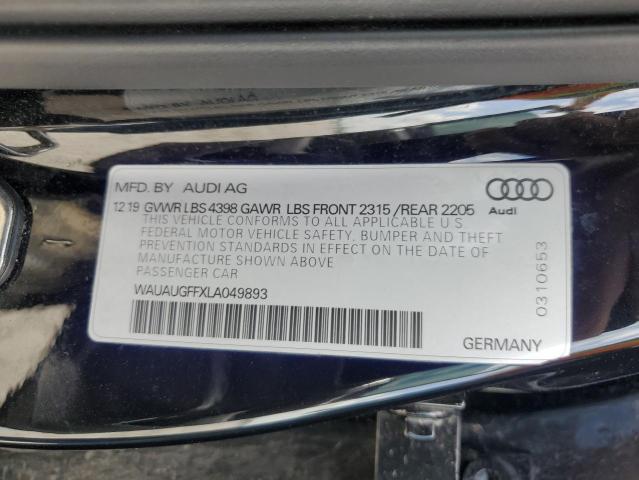 MFD. BY AUDI AG
12 19 GVWR LBS 4398 GAWR LBS FRONT 2315 /REAR 2205
THIS VEHICLE CONFORMS TO ALL APPLICABLE U S
FEDERAL MOTOR VEHICLE SAFETY, BUMPER AND THEFT
PREVENTION STANDARDS IN EFFECT ON THE DATE OF
MANUFACTURE SHOWN ABOVE
PASSENGER CAR
WAUAUGFFXLA049893
Audi
0310653
GERMANY